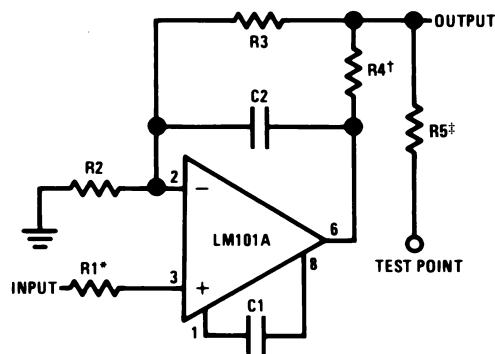 R3
OUTPUT
R4†
C2
R5‡
R2
2
−
LM101A
6
TEST POINT
8
INPUT
R1*
3
+
C1
1